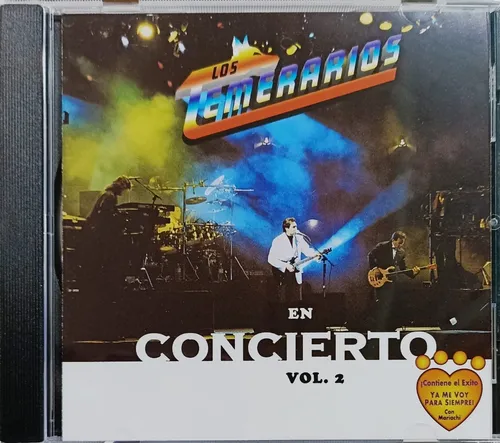 LOS
TEMERARIOS
EN
CONCIERTO
VOL. 2
¡Contiene el Exito
YA ME VOY
PARA SIEMPRE!
Con
Mariachi